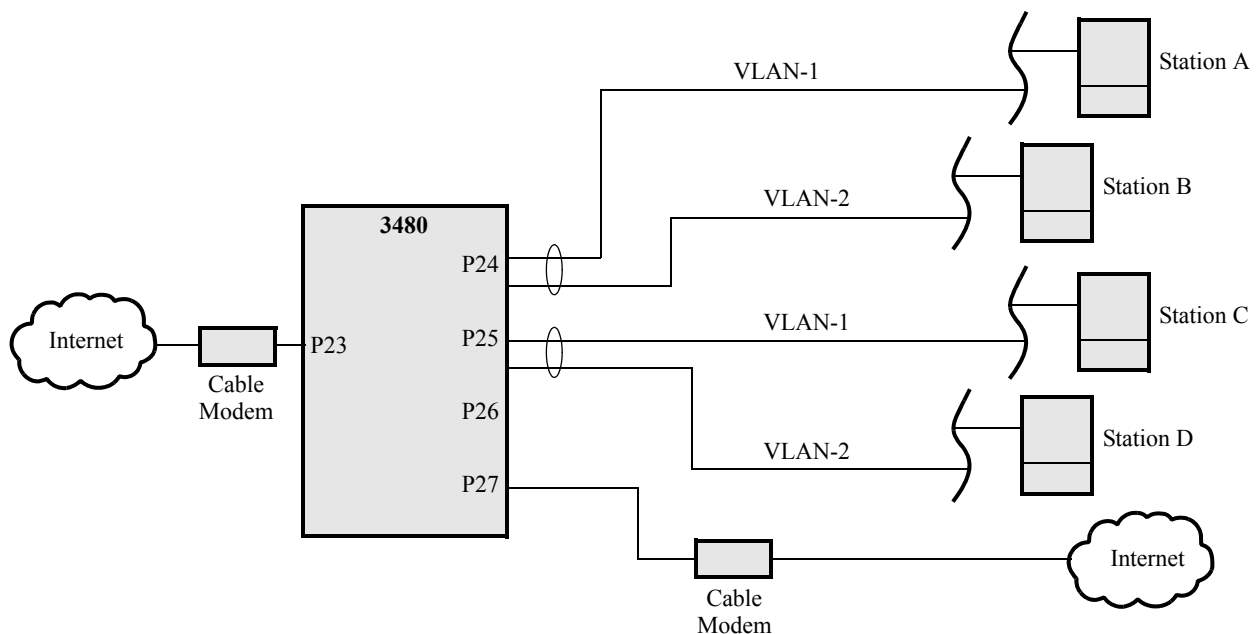 VLAN-1
Station A
VLAN-2
Station B
3480
P24
VLAN-1
Station C
Internet
P23
P25
Cable
Modem
P26
VLAN-2
Station D
P27
Internet
Cable
Modem